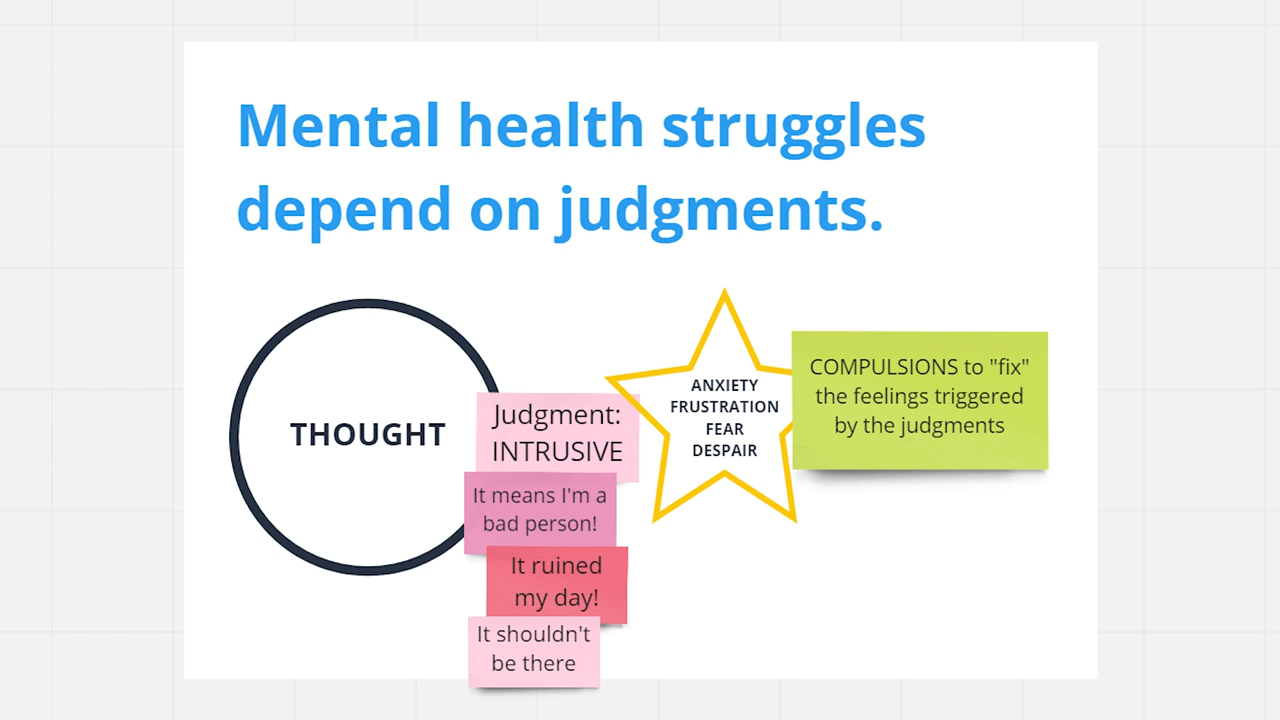 Mental health struggles
depend on judgments.
THOUGHT
Judgment:
INTRUSIVE
It means I'm a
bad person!
It ruined
my day!
It shouldn't
be there
ANXIETY
FRUSTRATION
FEAR
DESPAIR
COMPULSIONS to "fix"
the feelings triggered
by the judgments